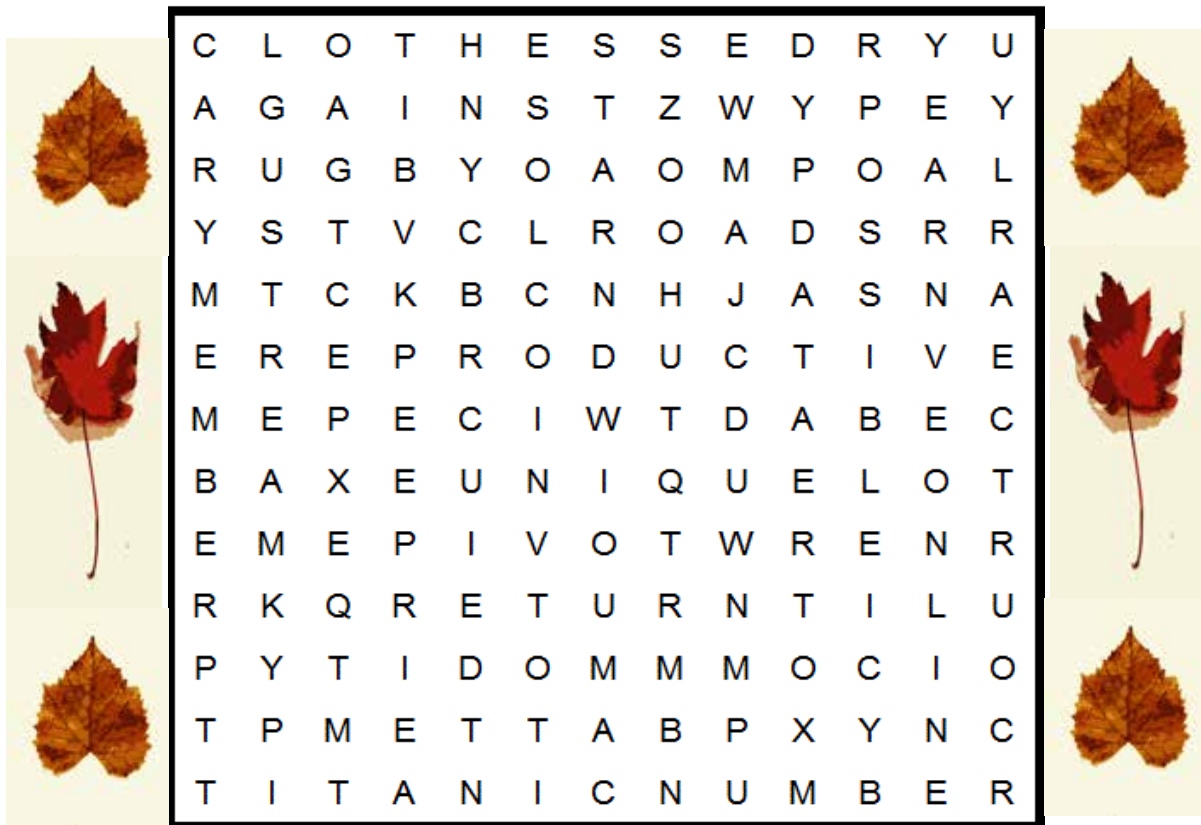 C L O T H E S S E D R Y U
A G A I N S T Z W Y P E Y
R U G B Y O A O M P O A L
Y S T V C L R O A D S R R
M T C K B C N H J A S N A
E R E P R O D U C T I V E
M E P E C I W T D A B E C
B A X E U N I Q U E L O T
E M E P I V O T W R E N R
R K Q R E T U R N T I L U
P Y T I D O M M M O C I O
T P M E T T A B P X Y N C
T I T A N I C N U M B E R